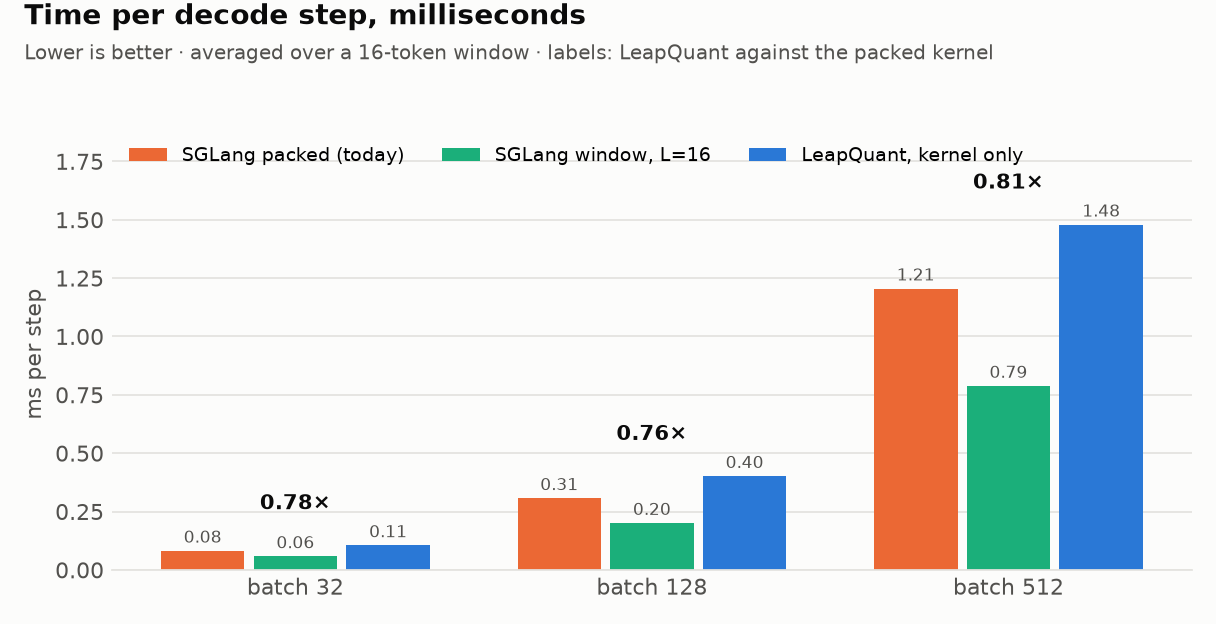 Time per decode step, milliseconds
Lower is better · averaged over a 16-token window · labels: LeapQuant against the packed kernel
SGLang packed (today) SGLang window, L=16 LeapQuant, kernel only
ms per step
1.75
1.50
1.25
1.00
0.75
0.50
0.25
0.00
0.78×
0.08 0.06 0.11
0.76×
0.31 0.20 0.40
0.81×
1.21 0.79 1.48
batch 32 batch 128 batch 512